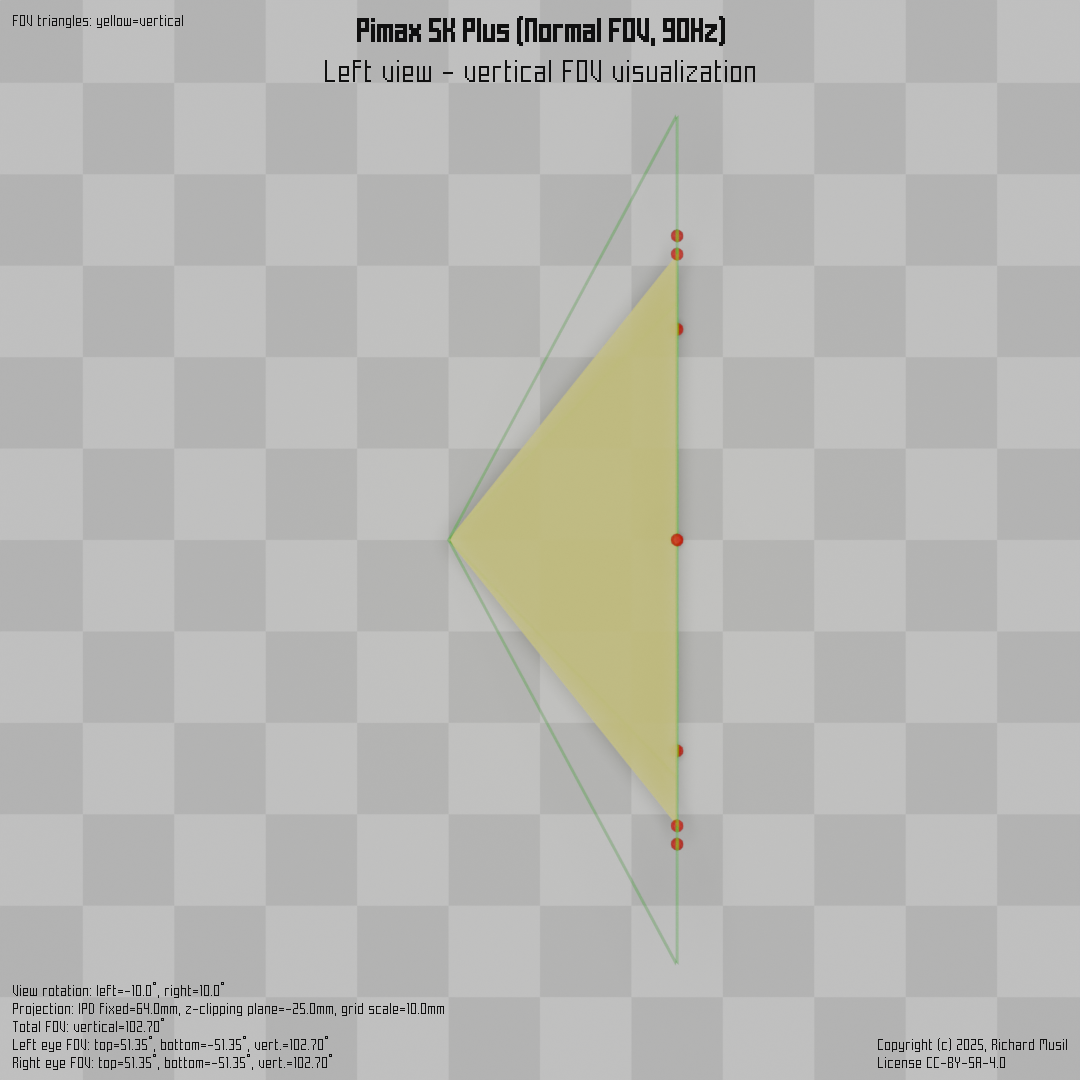 FOV triangles: yellow=vertical
Pimax 5K Plus (Normal FOV, 90Hz)
Left view - vertical FOV visualization
View rotation: left=-10.0°, right=10.0°
Projection: IPD fixed=64.0mm, z-clipping plane=-25.0mm, grid scale=10.0mm
Total FOV: vertical=102.70°
Left eye FOV: top=51.35°, bottom=-51.35°, vert.=102.70°
Right eye FOV: top=51.35°, bottom=-51.35°, vert.=102.70°
Copyright (c) 2025, Richard Musil
License CC-BY-SA-4.0